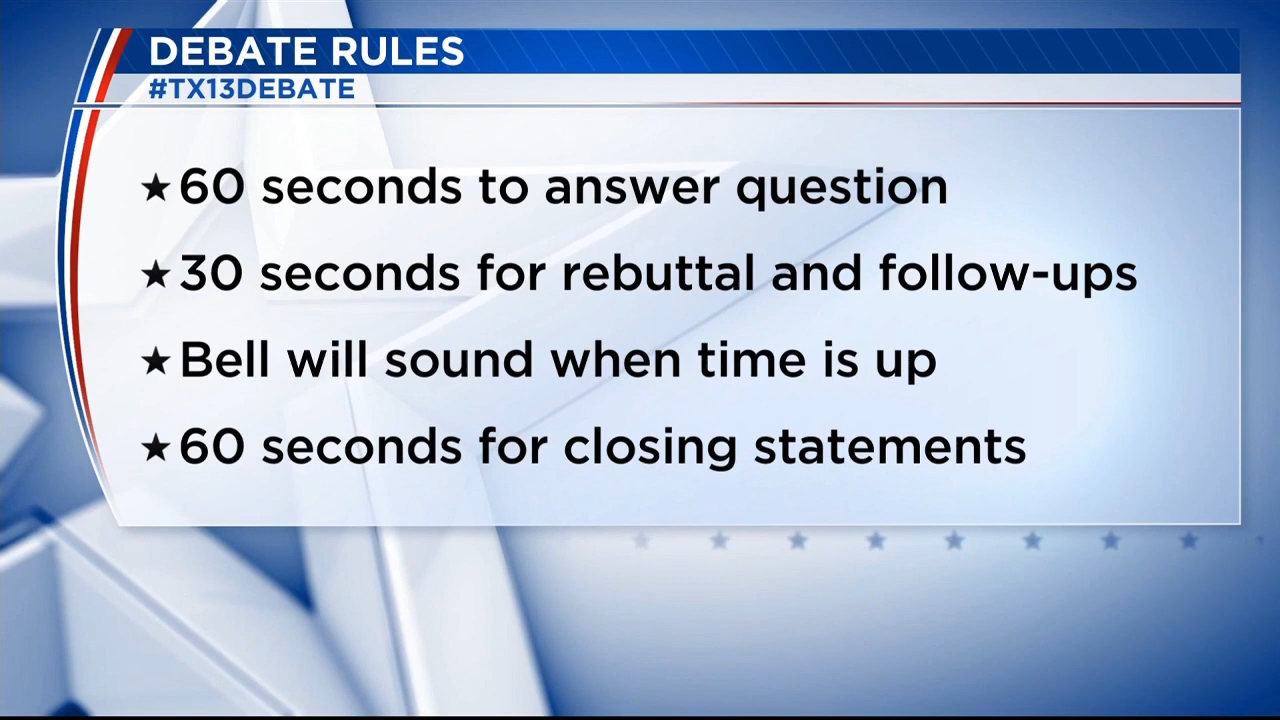 DEBATE RULES
#TX13DEBATE
★60 seconds to answer question
★30 seconds for rebuttal and follow-ups
★Bell will sound when time is up
★60 seconds for closing statements